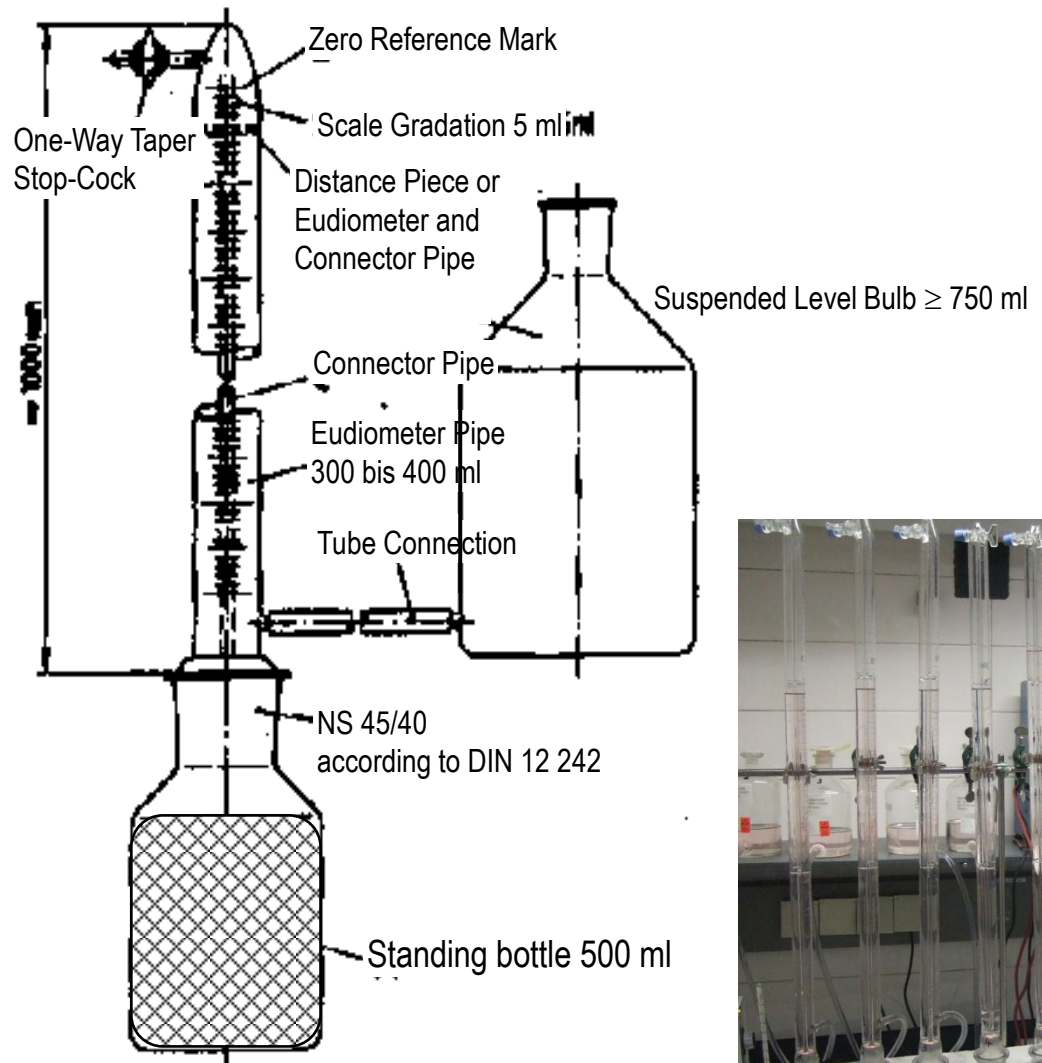 Zero Reference Mark
One-Way Taper
Stop-Cock
Scale Gradation 5 ml
Distance Piece or
Eudiometer and
Connector Pipe
Suspended Level Bulb ≥ 750 ml
Connector Pipe
Eudiometer Pipe
300 bis 400 ml
Tube Connection
NS 45/40
according to DIN 12 242
Standing bottle 500 ml